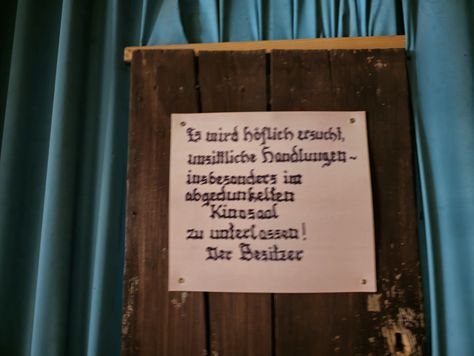 Es wird höflich ersucht,
unsittliche Handlungen ~
insbesonders im
abgedunkelten
Kinosaal
zu unterlassen!
Der Besitzer